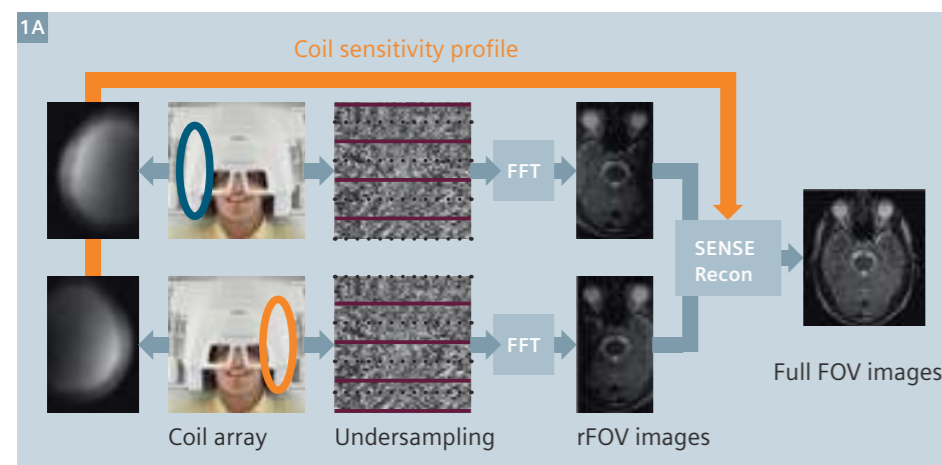 1A
Coil sensitivity profile
FFT
SENSE
Recon
FFT
Full FOV images
Coil array
Undersampling
rFOV images